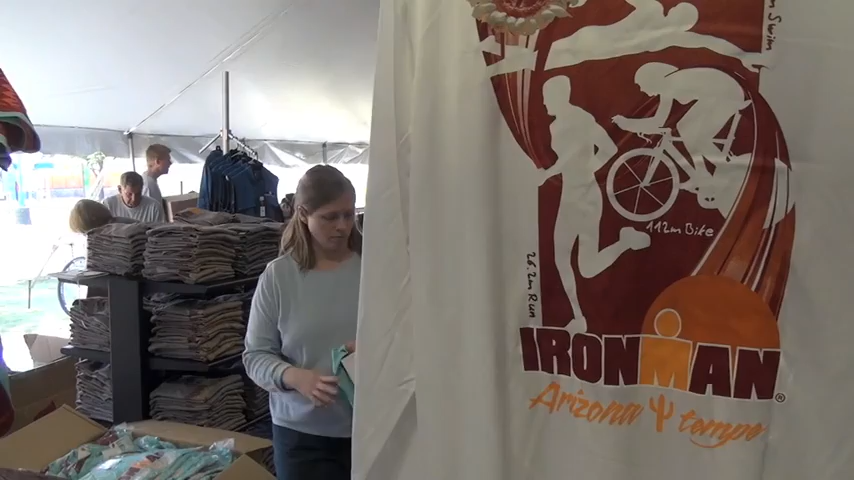 m Swim
112m Bike
26.2m Run
IRONMAN®
Arizona tempe